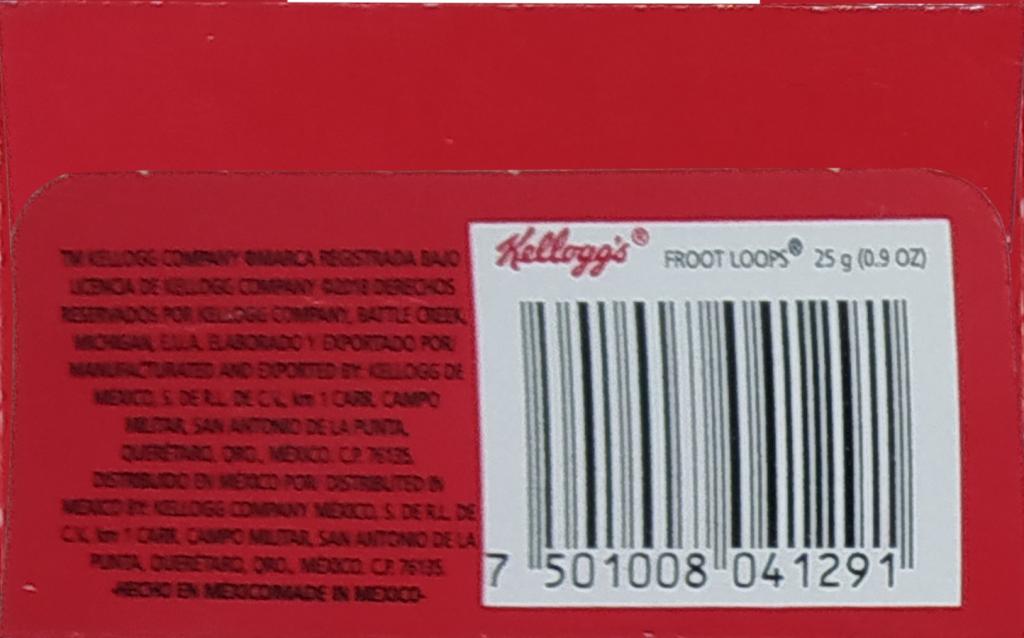 TM KELLOGG COMPANY ®MARCA REGISTRADA BAJO
LICENCIA DE KELLOGG COMPANY ©2018 DERECHOS
RESERVADOS POR KELLOGG COMPANY, BATTLE CREEK,
MICHIGAN, E.U.A. ELABORADO Y EXPORTADO POR/
MANUFACTURATED AND EXPORTED BY: KELLOGG DE
MEXICO, S. DE R.L. DE C.V., km 1 CARR. CAMPO
MILITAR, SAN ANTONIO DE LA PUNTA,
QUERÉTARO, QRO., MÉXICO. C.P. 76135.
DISTRIBUIDO EN MÉXICO POR/ DISTRIBUTED IN
MEXICO BY: KELLOGG COMPANY MÉXICO, S. DE R.L. DE
C.V., km 1 CARR. CAMPO MILITAR, SAN ANTONIO DE LA
PUNTA, QUERÉTARO, QRO., MÉXICO. C.P. 76135.
-HECHO EN MEXICO/MADE IN MEXICO-
Kellogg's® FROOT LOOPS® 25 g (0.9 OZ)
7 501008 041291